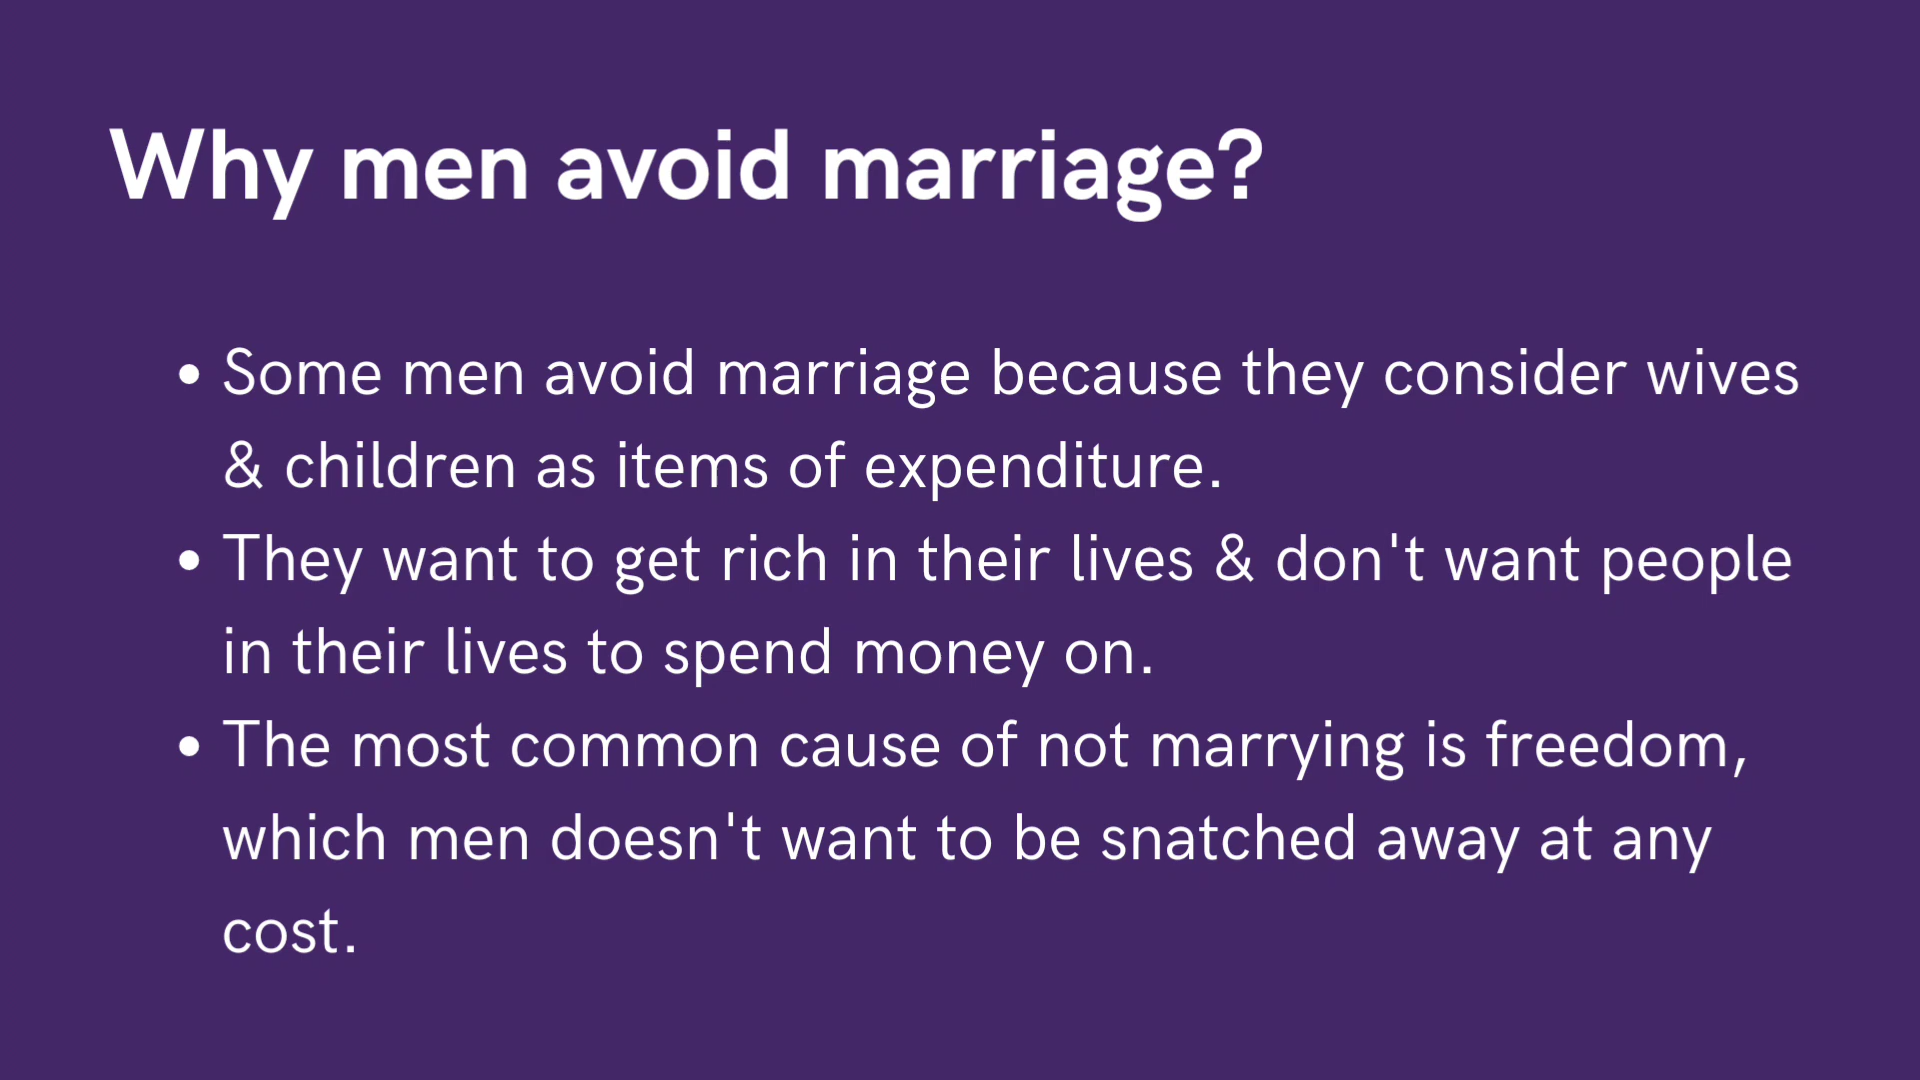 Why men avoid marriage?
• Some men avoid marriage because they consider wives
& children as items of expenditure.
• They want to get rich in their lives & don't want people
in their lives to spend money on.
• The most common cause of not marrying is freedom,
which men doesn't want to be snatched away at any
cost.